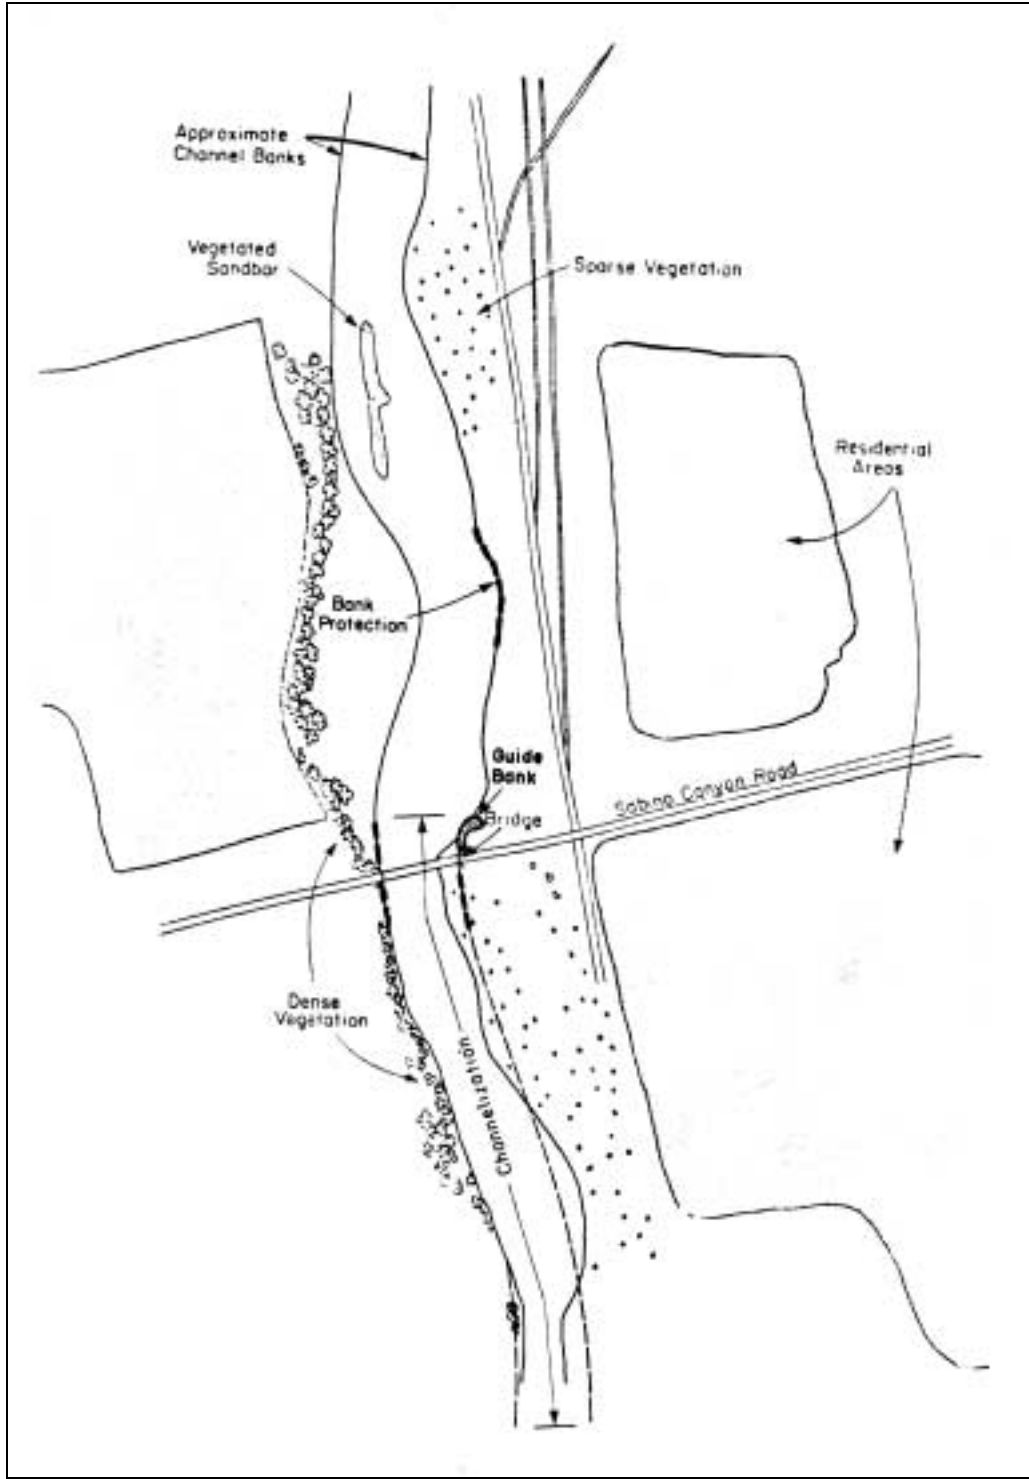 Approximate
Channel Banks
Vegetated
Sandbar
Sparse Vegetation
Residential
Areas
Bank
Protection
Guide
Bank
Bridge
Sabino Canyon Road
Dense
Vegetation
Channelization